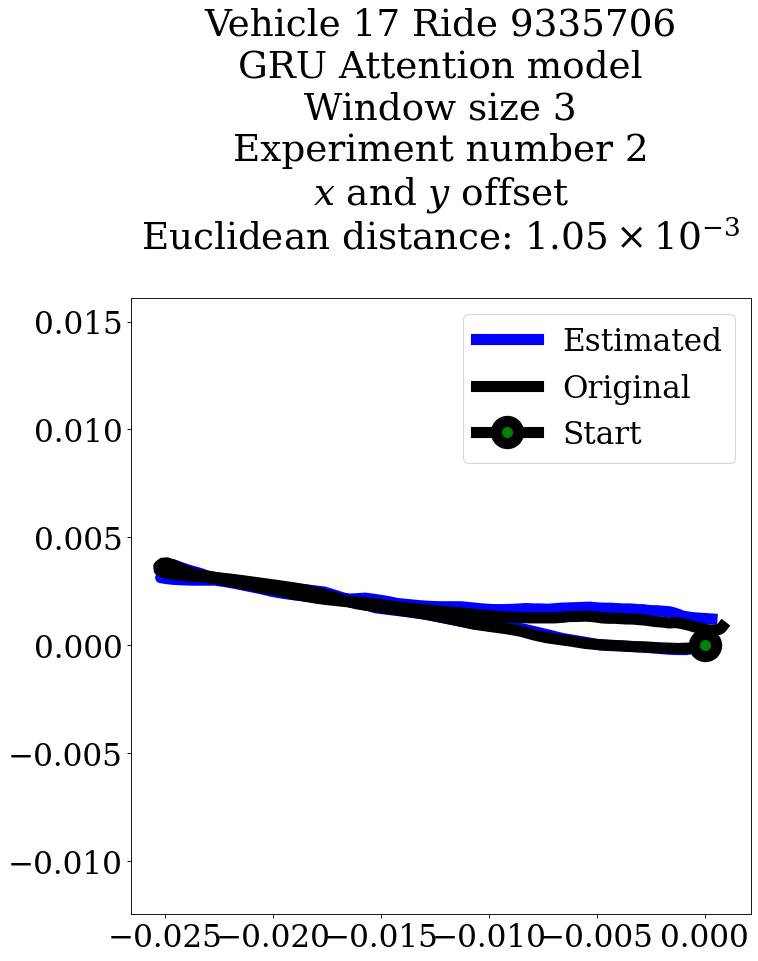 Vehicle 17 Ride 9335706
GRU Attention model
Window size 3
Experiment number 2
x and y offset
Euclidean distance: 1.05 × 10⁻³
0.015
0.010
0.005
0.000
−0.005
−0.010
Estimated
Original
Start
−0.025 −0.020 −0.015 −0.010 −0.005 0.000